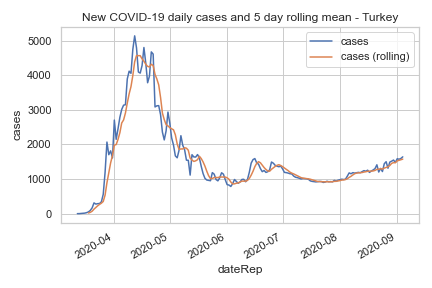 New COVID-19 daily cases and 5 day rolling mean - Turkey
cases
cases (rolling)
5000
4000
3000
2000
1000
0
cases
2020-04
2020-05
2020-06
2020-07
2020-08
2020-09
dateRep